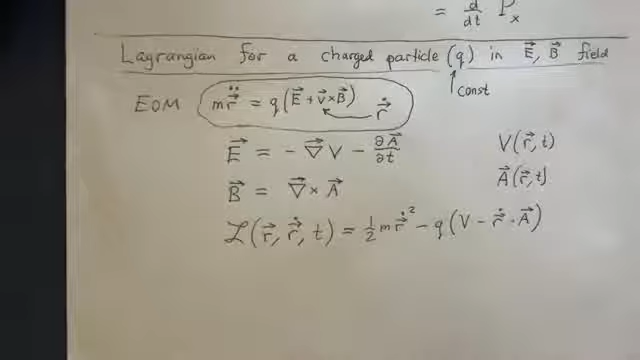 = d/dt Pₓ
Lagrangian for a charged particle (q) in E⃗, B⃗ field
↑ const
EOM m r⃗̈ = q(E⃗ + v⃗ × B⃗) r⃗̇
E⃗ = - ∇⃗ V - ∂A⃗/∂t V(r⃗, t)
B⃗ = ∇⃗ × A⃗ A⃗(r⃗, t)
ℒ(r⃗, r⃗̇, t) = ½ m r⃗̇² - q(V - r⃗̇ · A⃗)